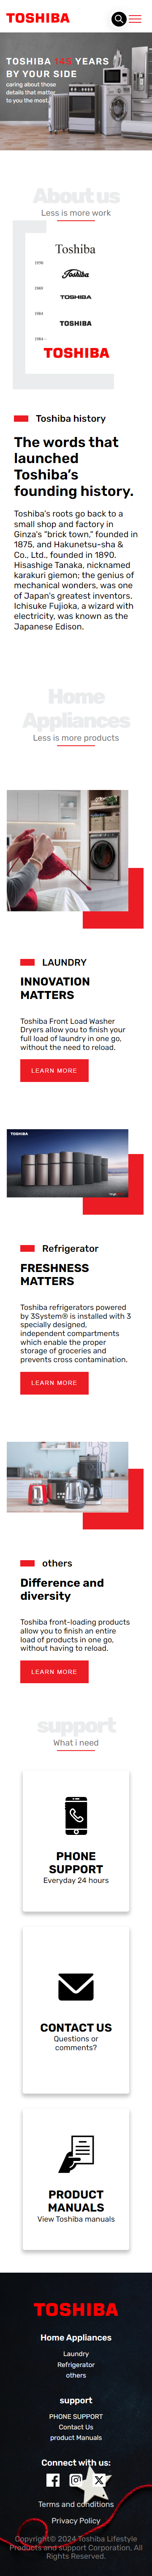 TOSHIBA
TOSHIBA 145 YEARS
BY YOUR SIDE
caring about those
details that matter
to you the most.
About us
Less is more work
Toshiba
1950
Toshiba
1969
TOSHIBA
1984
TOSHIBA
1984 -
TOSHIBA
Toshiba history
The words that
launched
Toshiba's
founding history.
Toshiba's roots go back to a
small shop and factory in
Ginza's "brick town," founded in
1875, and Hakunetsu-sha &
Co., Ltd., founded in 1890.
Hisashige Tanaka, nicknamed
karakuri giemon; the genius of
mechanical wonders, was one
of Japan's greatest inventors.
Ichisuke Fujioka, a wizard with
electricity, was known as the
Japanese Edison.
Home
Appliances
Less is more products
LAUNDRY
INNOVATION
MATTERS
Toshiba Front Load Washer
Dryers allow you to finish your
full load of laundry in one go,
without the need to reload.
LEARN MORE
TOSHIBA
Refrigerator
FRESHNESS
MATTERS
Toshiba refrigerators powered
by 3System® is installed with 3
specially designed,
independent compartments
which enable the proper
storage of groceries and
prevents cross contamination.
LEARN MORE
others
Difference and
diversity
Toshiba front-loading products
allow you to finish an entire
load of products in one go,
without having to reload.
LEARN MORE
support
What i need
PHONE
SUPPORT
Everyday 24 hours
CONTACT US
Questions or
comments?
PRODUCT
MANUALS
View Toshiba manuals
TOSHIBA
Home Appliances
Laundry
Refrigerator
others
support
PHONE SUPPORT
Contact Us
product Manuals
Connect with us:
Terms and conditions
Privacy Policy
Copyright© 2024 Toshiba Lifestyle
Products and support Corporation, All
Rights Reserved.